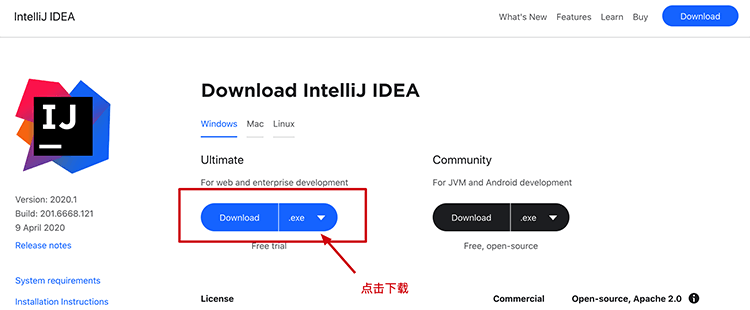 IntelliJ IDEA
What's New Features Learn Buy Download
Download IntelliJ IDEA
IJ
Windows Mac Linux
Ultimate
For web and enterprise development
Download .exe
Free trial
Community
For JVM and Android development
Download .exe
Free, open-source
Version: 2020.1
Build: 201.6668.121
9 April 2020
Release notes
System requirements
Installation Instructions
点击下载
License Commercial Open-source, Apache 2.0